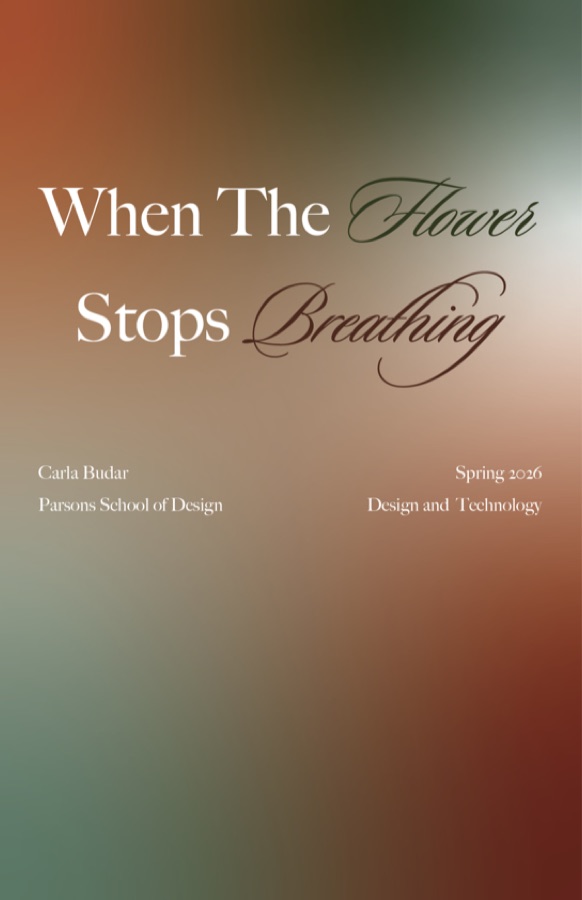 When The Flower
Stops Breathing
Carla Budar
Spring 2026
Parsons School of Design
Design and Technology